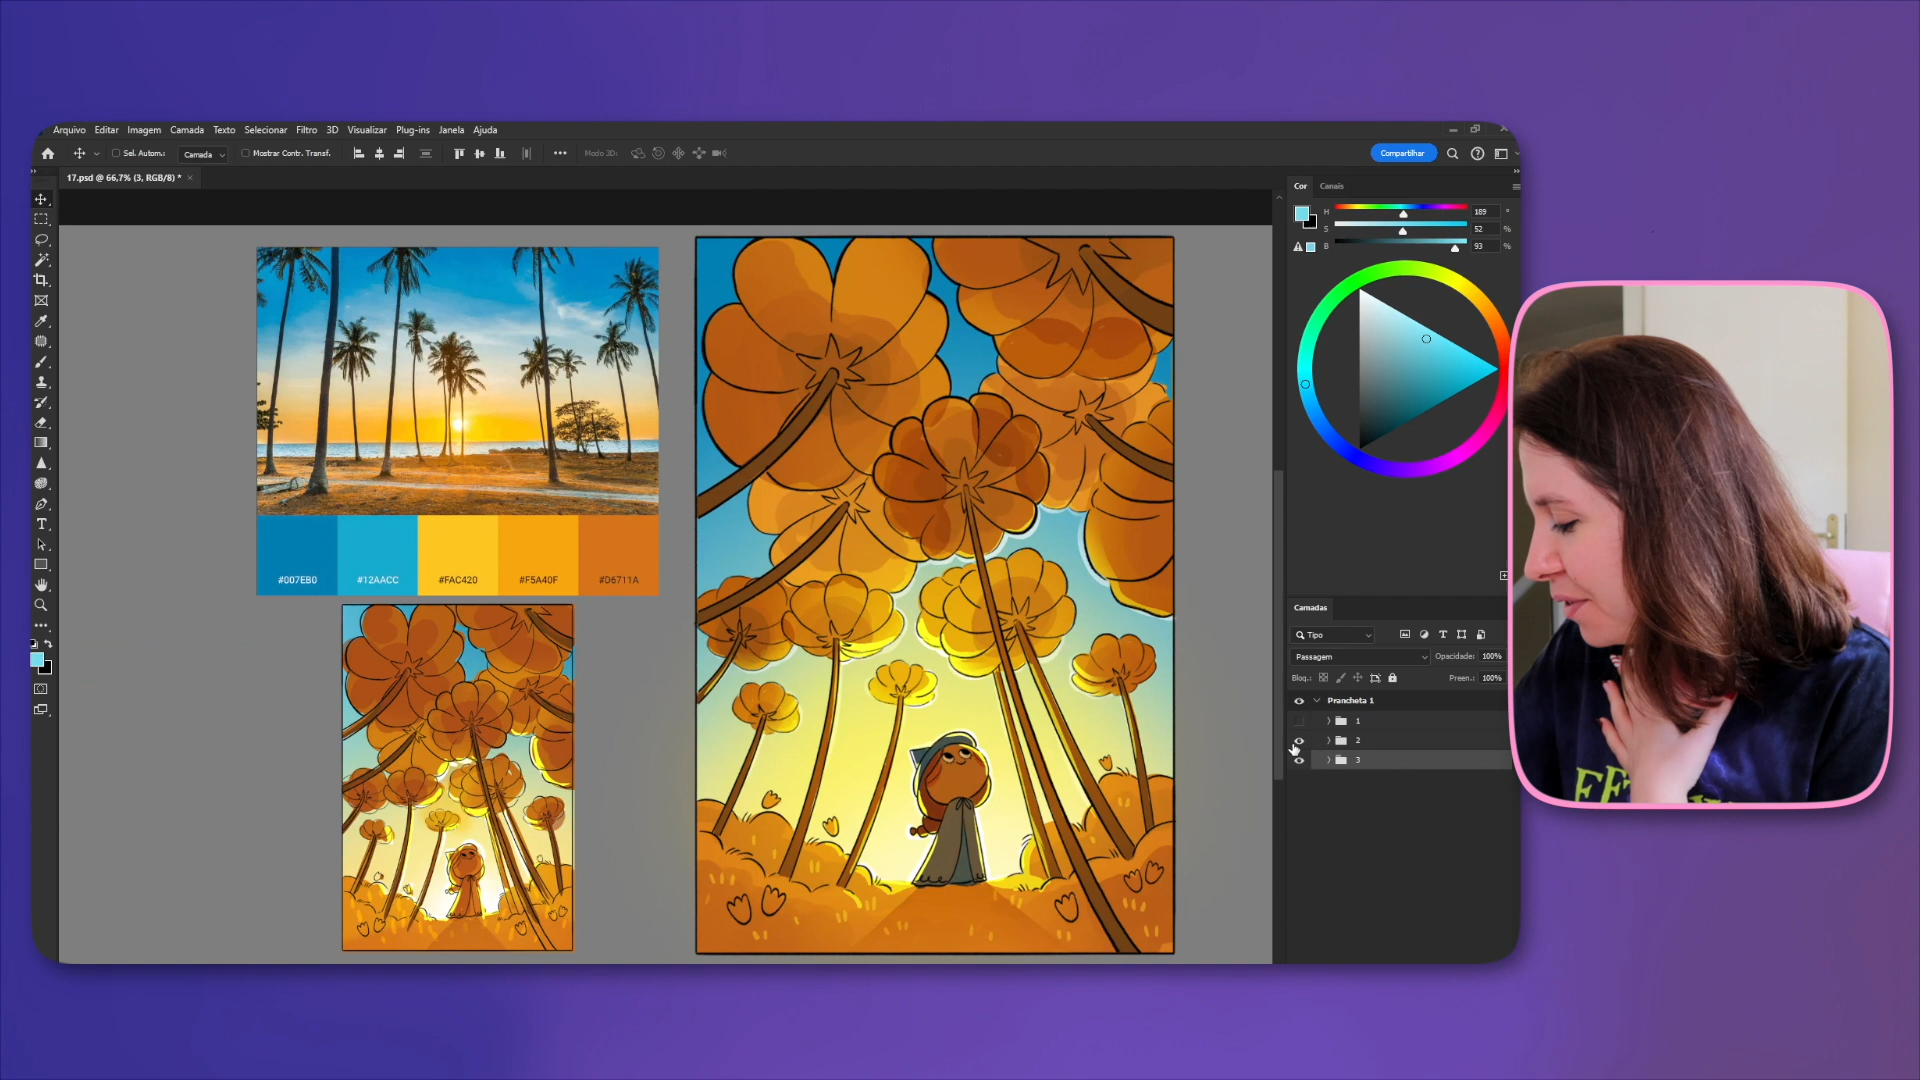 Arquivo Editar Imagem Camada Texto Selecionar Filtro 3D Visualizar Plug-ins Janela Ajuda
Sel. Autom.: Camada Mostrar Contr. Transf. Modo 3D: Compartilhar
17.psd @ 66,7% (3, RGB/8) *
Cor Canais
H 189 °
S 52 %
B 93 %
#007EB0 #12AACC #FAC420 #F5A40F #D6711A
Camadas
Tipo
Passagem Opacidade: 100%
Bloq.: Preen.: 100%
Prancheta 1
1
2
3